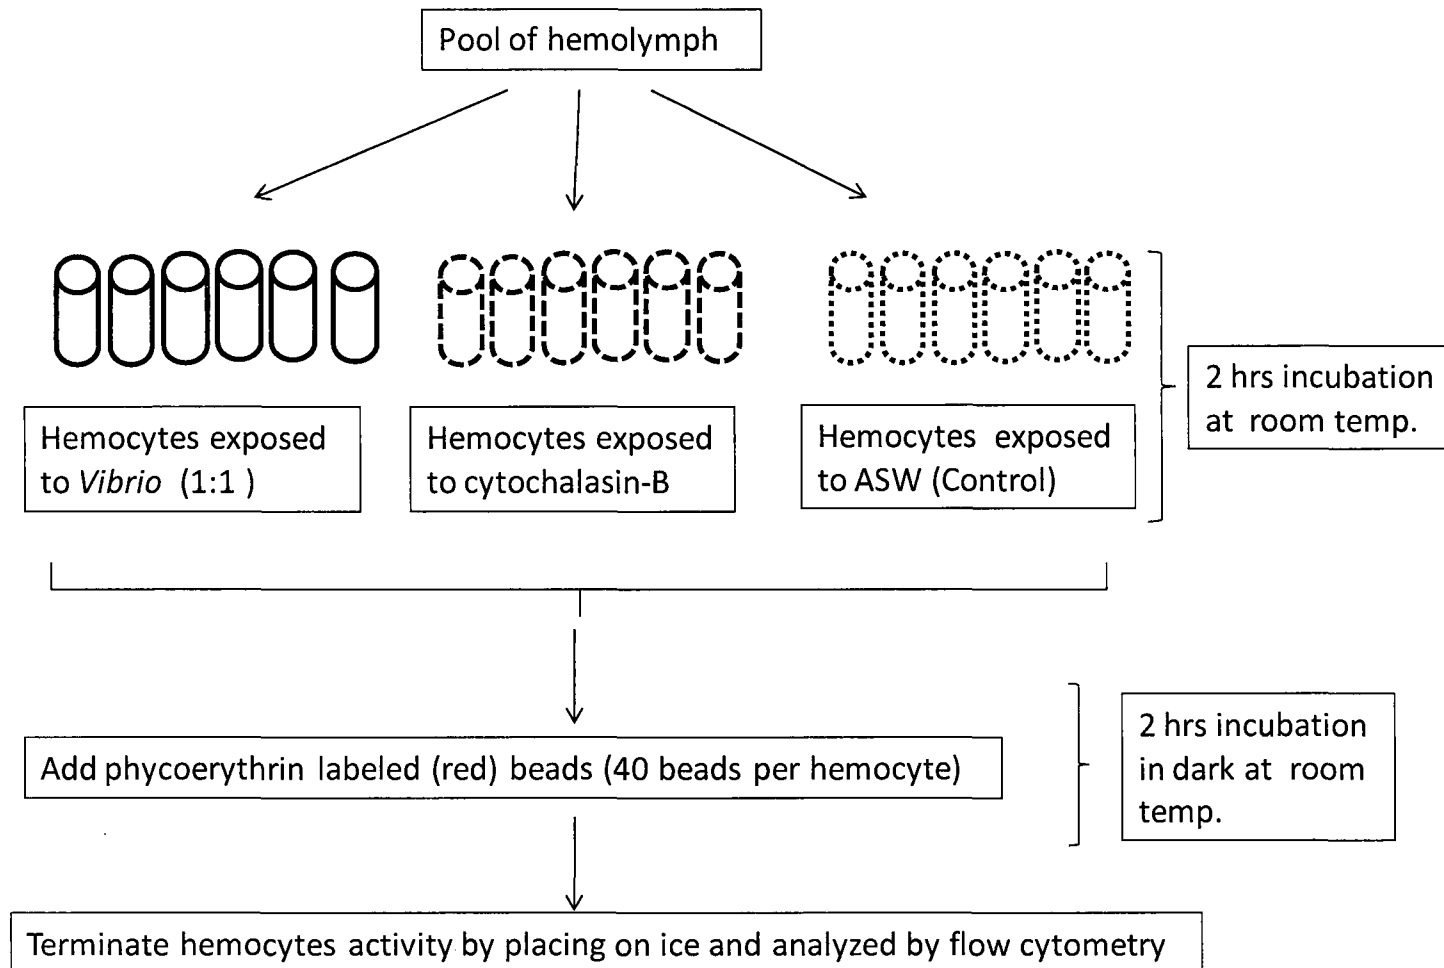 Pool of hemolymph
Hemocytes exposed
to Vibrio (1:1 )
Hemocytes exposed
to cytochalasin-B
Hemocytes exposed
to ASW (Control)
2 hrs incubation
at room temp.
Add phycoerythrin labeled (red) beads (40 beads per hemocyte)
2 hrs incubation
in dark at room
temp.
Terminate hemocytes activity by placing on ice and analyzed by flow cytometry